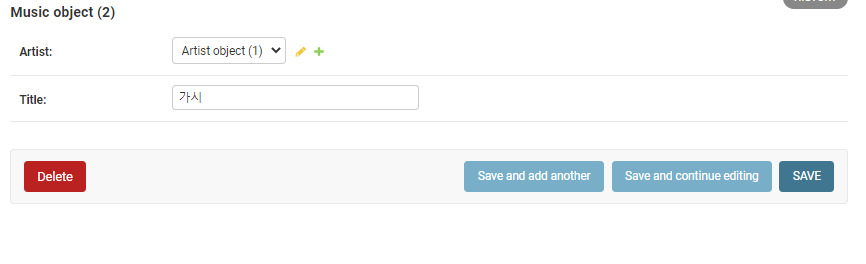 Music object (2)
Artist: Artist object (1)
Title: 가시
Delete Save and add another Save and continue editing SAVE